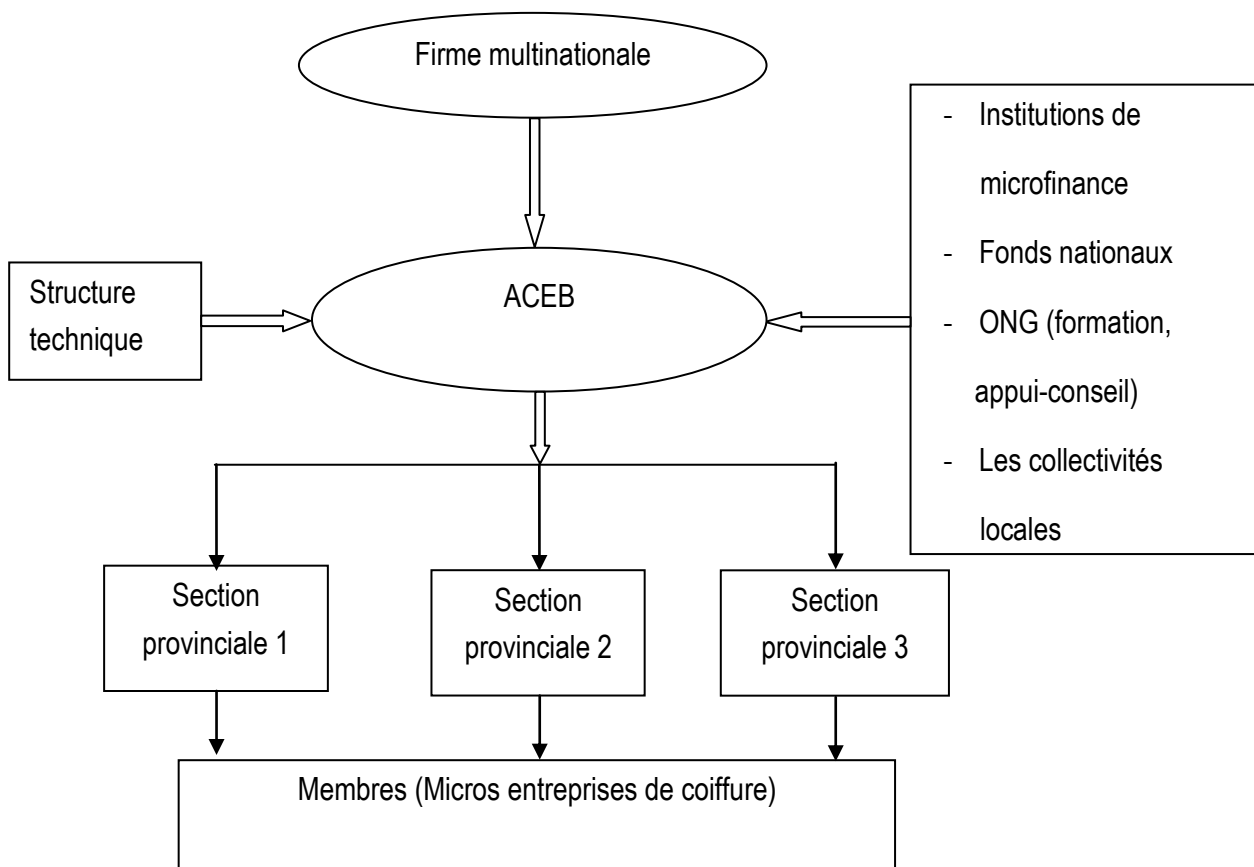 Firme multinationale
- Institutions de
microfinance
- Fonds nationaux
- ONG (formation,
appui-conseil)
- Les collectivités
locales
Structure
technique
ACEB
Section
provinciale 1
Section
provinciale 2
Section
provinciale 3
Membres (Micros entreprises de coiffure)